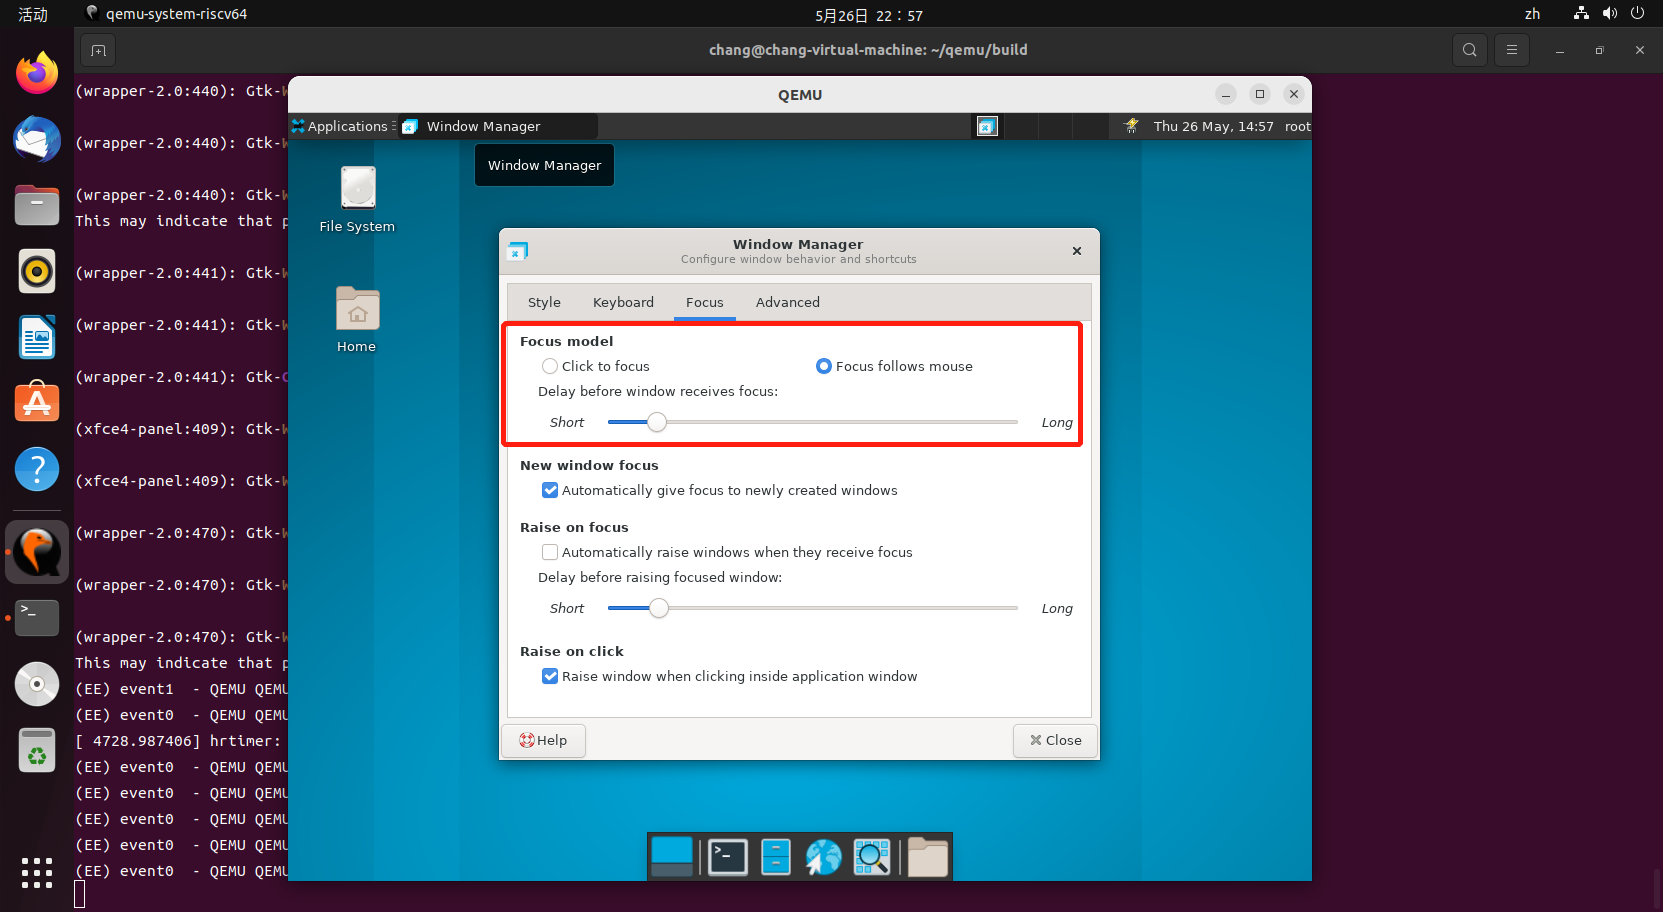 活动
qemu-system-riscv64
5月26日 22：57
zh
chang@chang-virtual-machine: ~/qemu/build
(wrapper-2.0:440): Gtk-W
(wrapper-2.0:440): Gtk-W
(wrapper-2.0:440): Gtk-W
This may indicate that p
(wrapper-2.0:441): Gtk-W
(wrapper-2.0:441): Gtk-W
(wrapper-2.0:441): Gtk-C
(xfce4-panel:409): Gtk-W
(xfce4-panel:409): Gtk-W
(wrapper-2.0:470): Gtk-W
(wrapper-2.0:470): Gtk-W
(wrapper-2.0:470): Gtk-W
This may indicate that p
(EE) event1 - QEMU QEMU
(EE) event0 - QEMU QEMU
[ 4728.987406] hrtimer:
(EE) event0 - QEMU QEMU
(EE) event0 - QEMU QEMU
(EE) event0 - QEMU QEMU
(EE) event0 - QEMU QEMU
(EE) event0 - QEMU QEMU
QEMU
Applications
Window Manager
Thu 26 May, 14:57
root
Window Manager
File System
Home
Window Manager
Configure window behavior and shortcuts
Style
Keyboard
Focus
Advanced
Focus model
Click to focus
Focus follows mouse
Delay before window receives focus:
Short
Long
New window focus
Automatically give focus to newly created windows
Raise on focus
Automatically raise windows when they receive focus
Delay before raising focused window:
Short
Long
Raise on click
Raise window when clicking inside application window
Help
Close